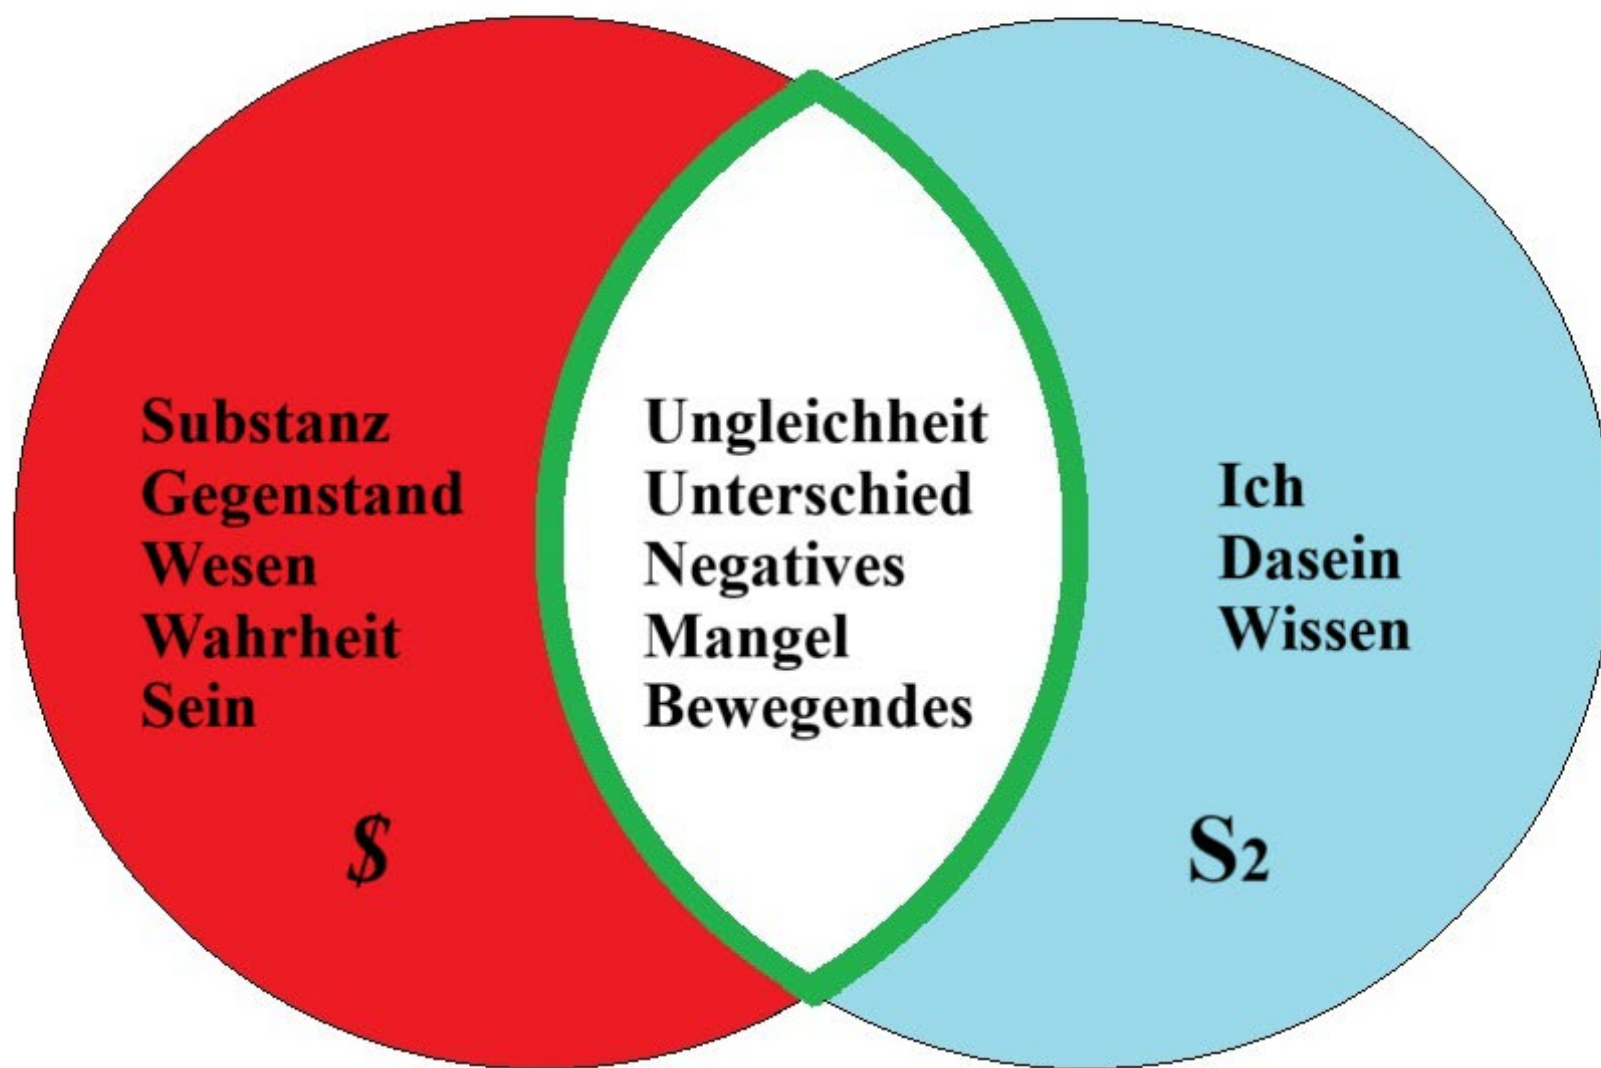 Substanz
Gegenstand
Wesen
Wahrheit
Sein
$
Ungleichheit
Unterschied
Negatives
Mangel
Bewegendes
Ich
Dasein
Wissen
S2